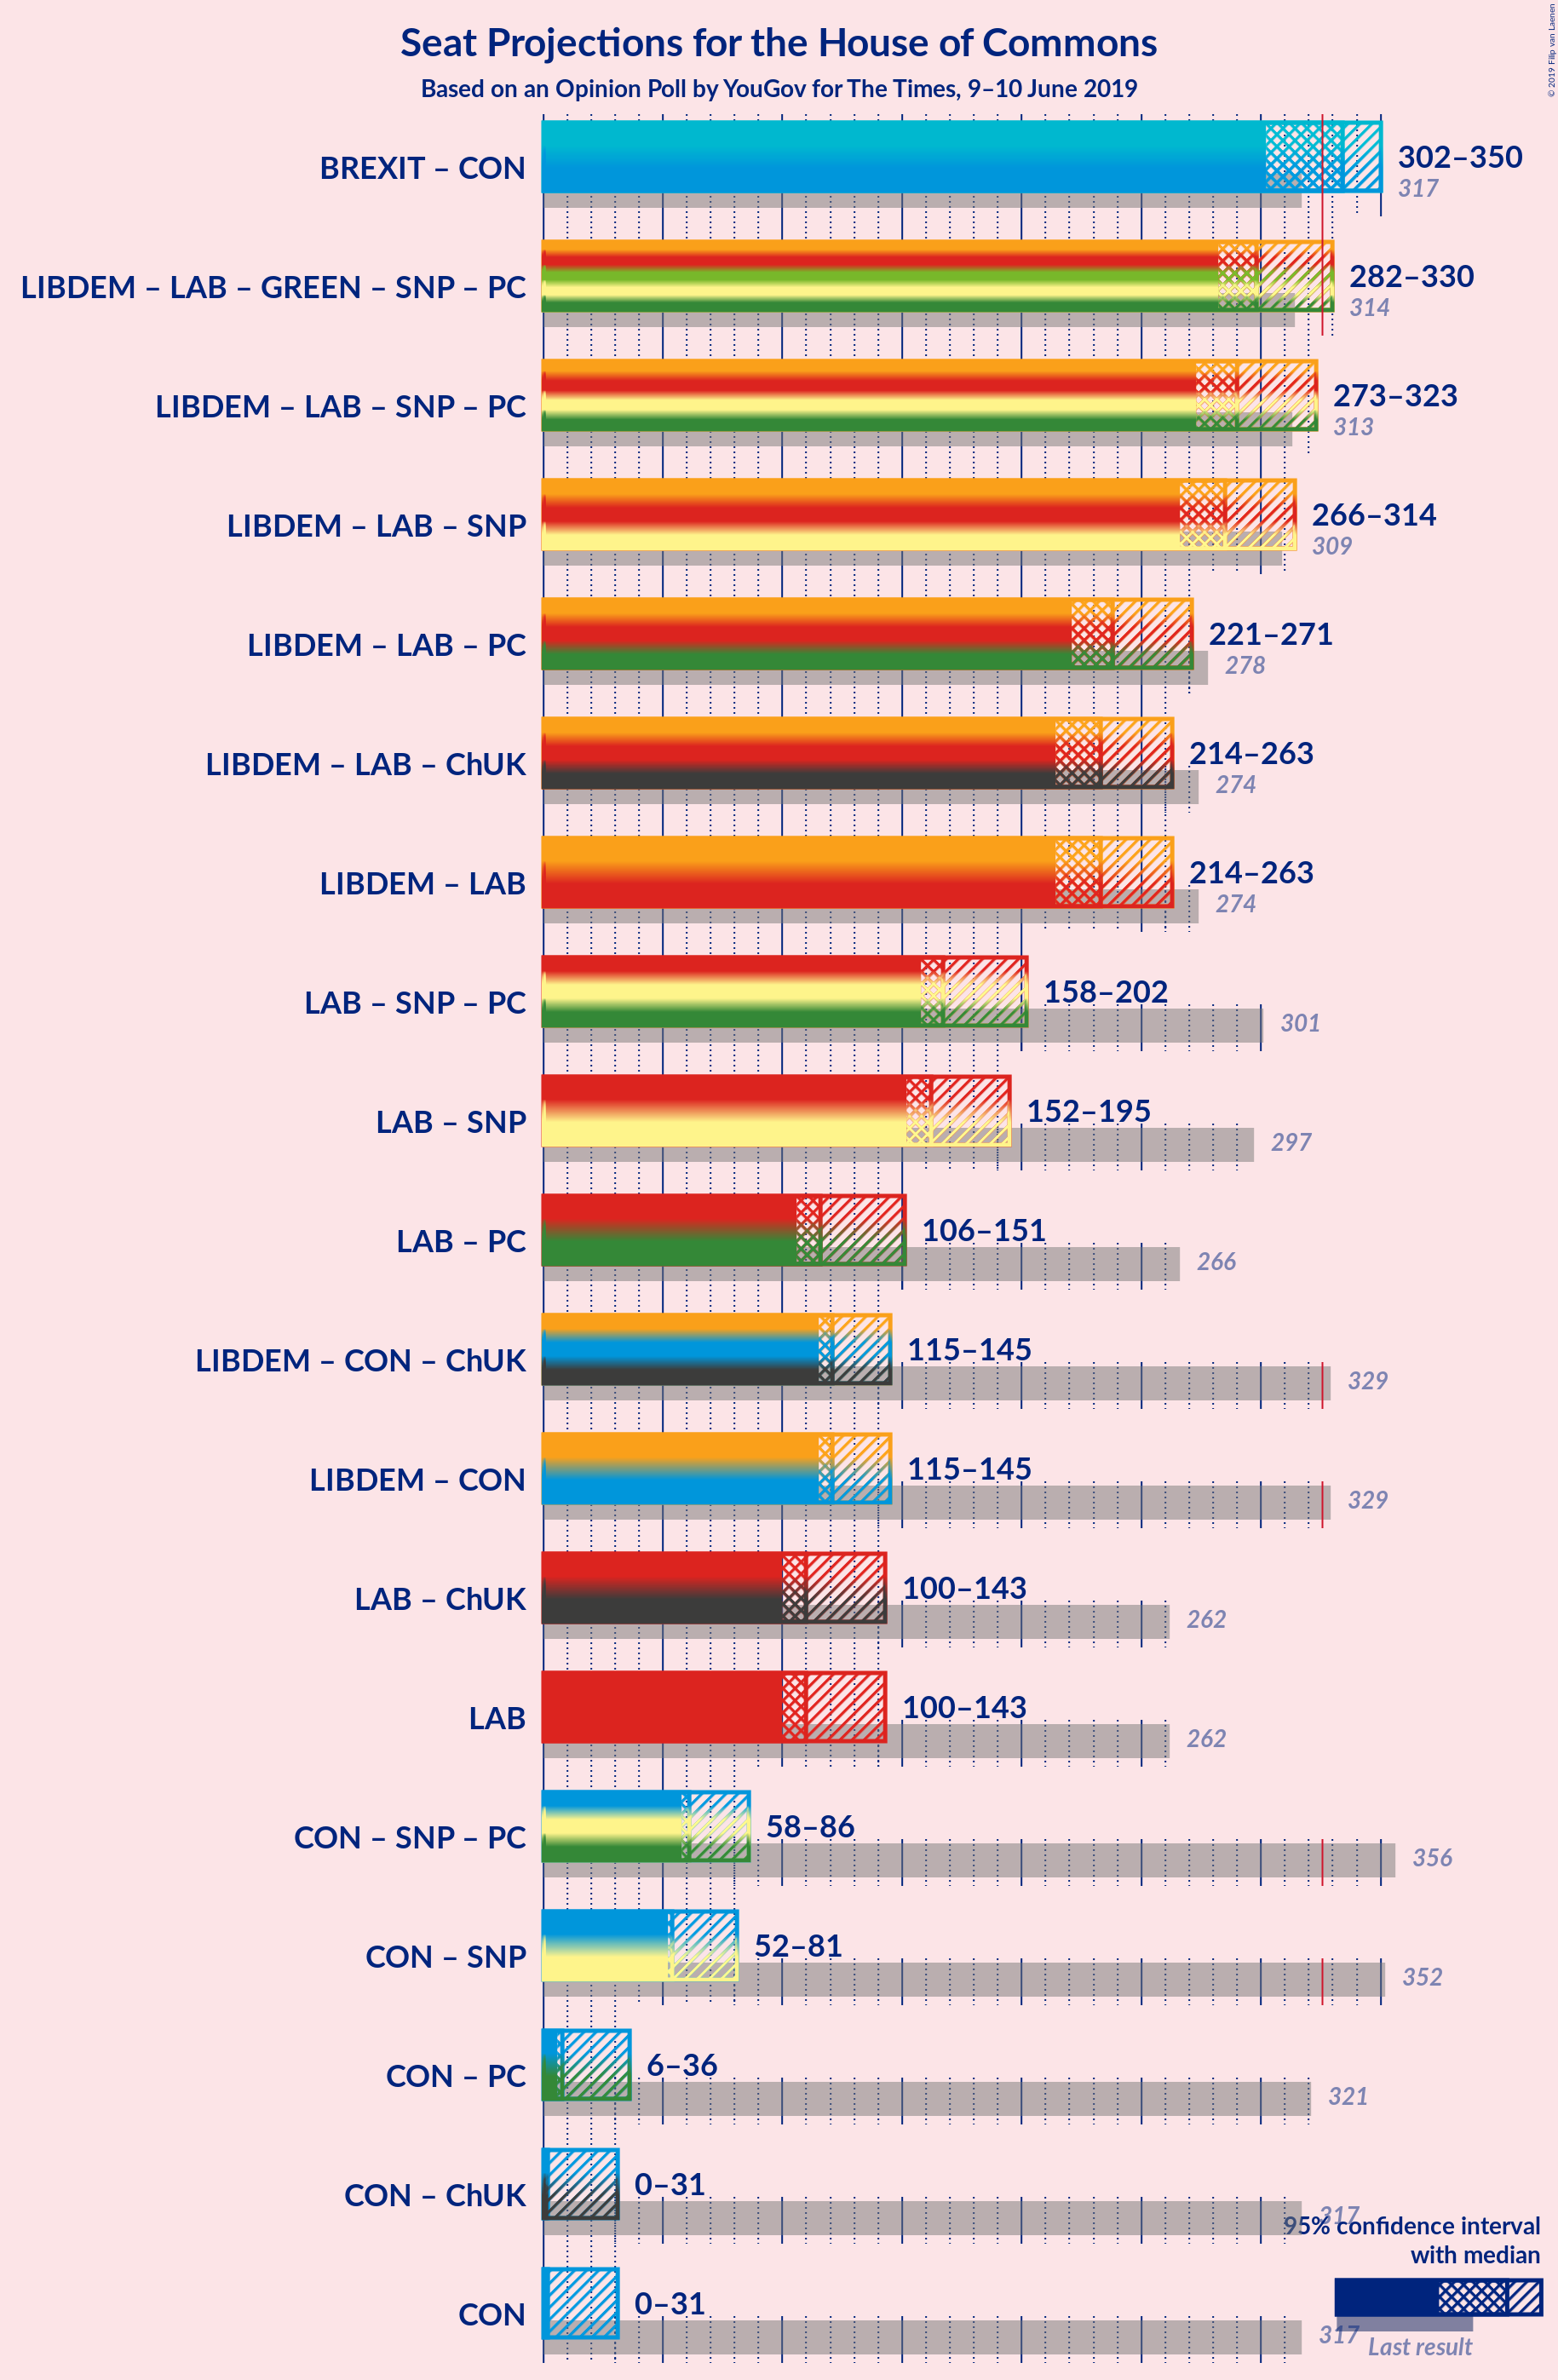 Seat Projections for the House of Commons
Based on an Opinion Poll by YouGov for The Times, 9–10 June 2019
© 2019 Filip van Laenen
BREXIT – CON
302–350
317
LIBDEM – LAB – GREEN – SNP – PC
282–330
314
LIBDEM – LAB – SNP – PC
273–323
313
LIBDEM – LAB – SNP
266–314
309
LIBDEM – LAB – PC
221–271
278
LIBDEM – LAB – ChUK
214–263
274
LIBDEM – LAB
214–263
274
LAB – SNP – PC
158–202
301
LAB – SNP
152–195
297
LAB – PC
106–151
266
LIBDEM – CON – ChUK
115–145
329
LIBDEM – CON
115–145
329
LAB – ChUK
100–143
262
LAB
100–143
262
CON – SNP – PC
58–86
356
CON – SNP
52–81
352
CON – PC
6–36
321
CON – ChUK
0–31
317
CON
0–31
317
95% confidence interval
with median
Last result